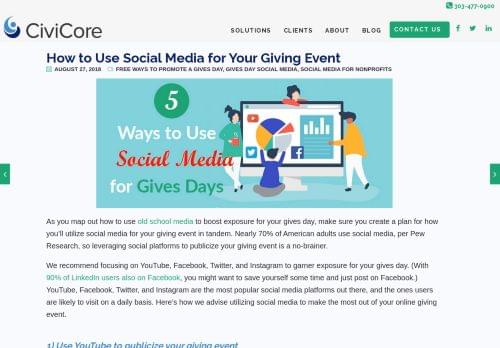 303-477-0900
CiviCore
SOLUTIONS CLIENTS ABOUT BLOG CONTACT US
How to Use Social Media for Your Giving Event
AUGUST 27, 2018 FREE WAYS TO PROMOTE A GIVES DAY, GIVES DAY SOCIAL MEDIA, SOCIAL MEDIA FOR NONPROFITS
5
Ways to Use
Social Media
for Gives Days
As you map out how to use old school media to boost exposure for your gives day, make sure you create a plan for how
you'll utilize social media for your giving event in tandem. Nearly 70% of American adults use social media, per
Pew Research, so leveraging social platforms to publicize your giving event is a no-brainer.
We recommend focusing on YouTube, Facebook, Twitter, and Instagram to garner exposure for your gives day. (With
90% of LinkedIn users also on Facebook, you might want to save yourself some time and just post on Facebook.)
YouTube, Facebook, Twitter, and Instagram are the most popular social media platforms out there, and the ones users
are likely to visit on a daily basis. Here's how we advise utilizing social media to make the most out of your online giving
event.
1) Use YouTube to publicize your giving event